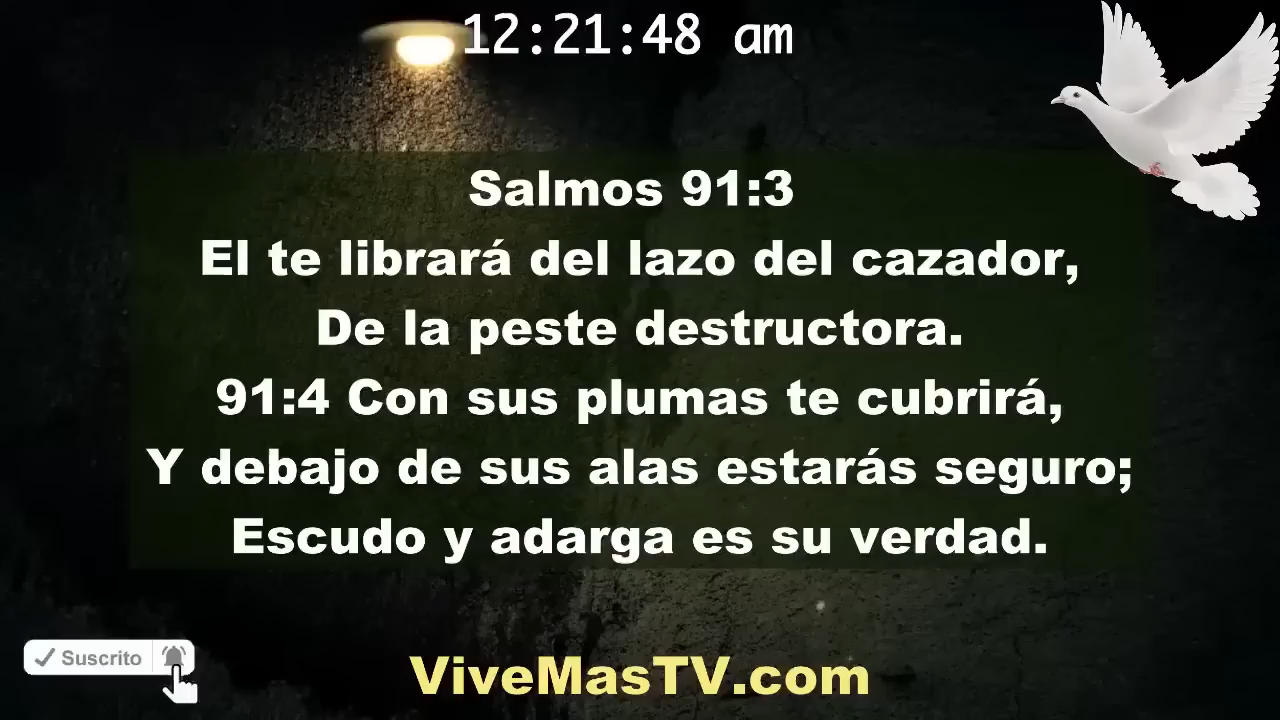 12:21:48 am
Salmos 91:3
El te librará del lazo del cazador,
De la peste destructora.
91:4 Con sus plumas te cubrirá,
Y debajo de sus alas estarás seguro;
Escudo y adarga es su verdad.
Suscrito
ViveMasTV.com